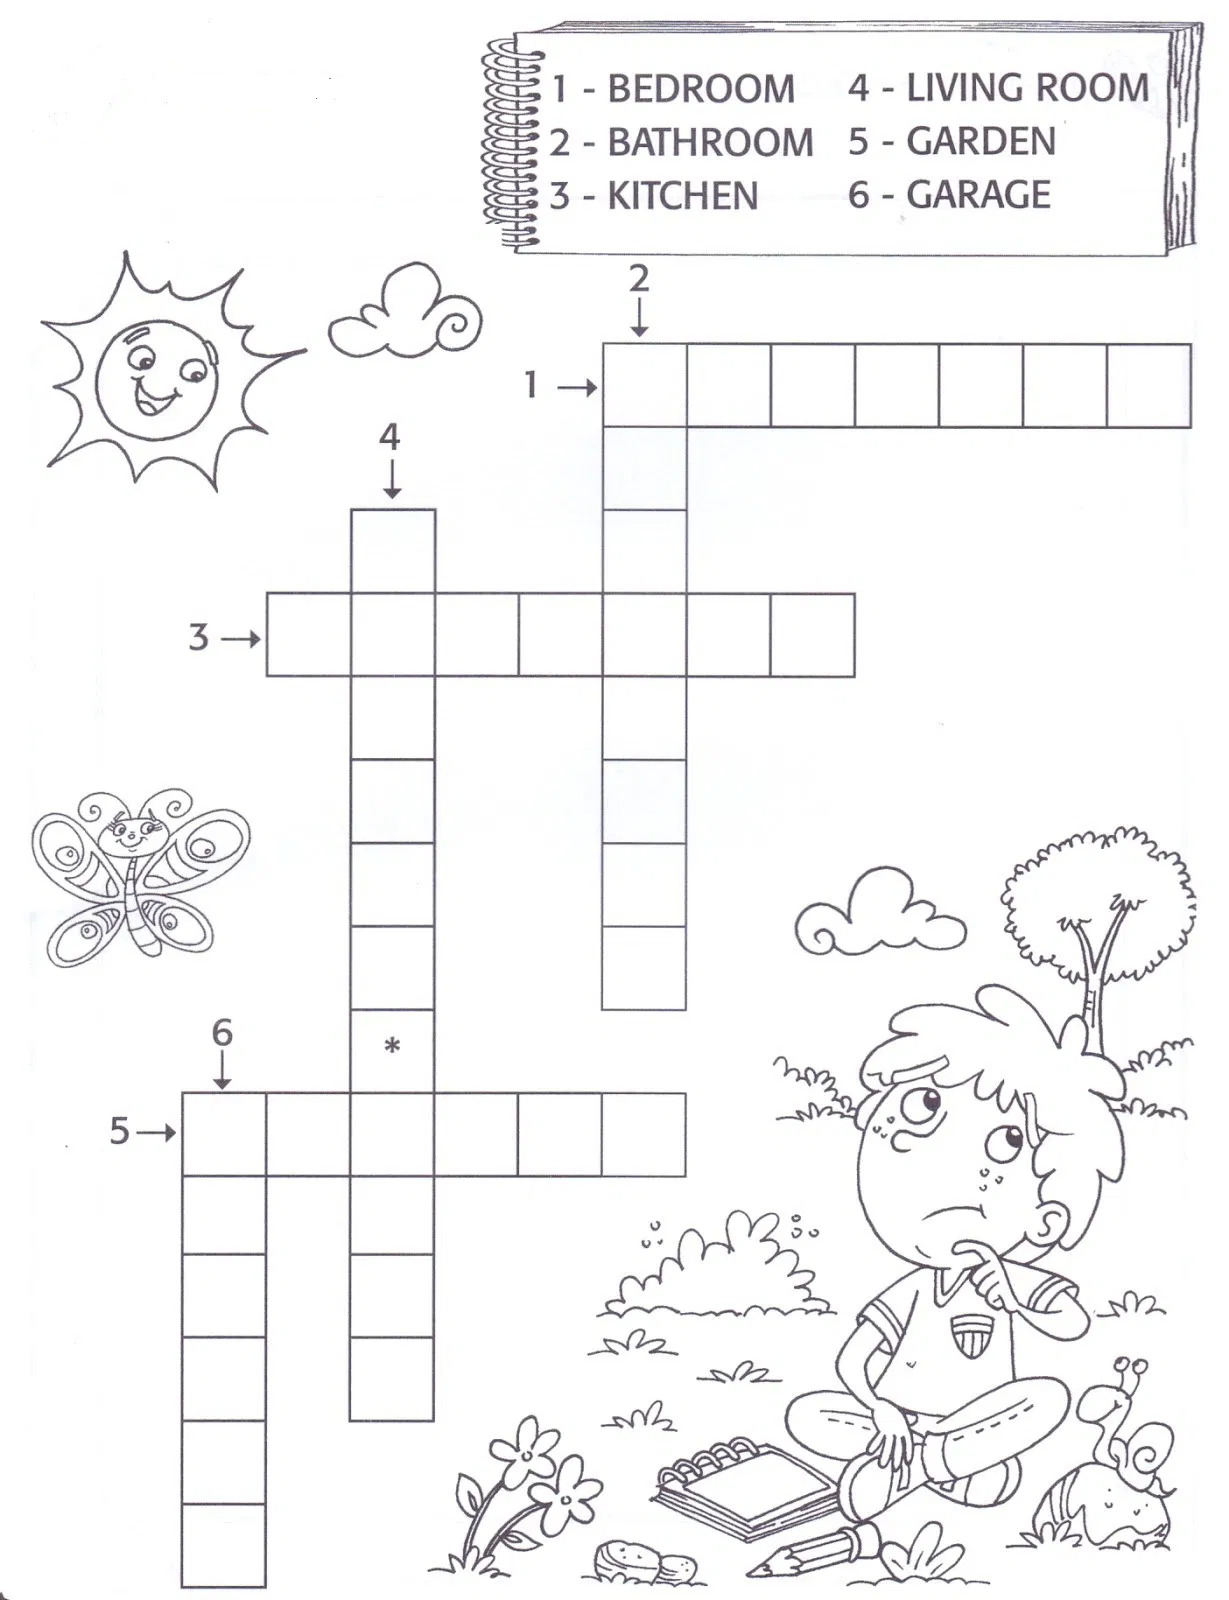 1 - BEDROOM 4 - LIVING ROOM
2 - BATHROOM 5 - GARDEN
3 - KITCHEN 6 - GARAGE
2
1
4
3
*
6
5